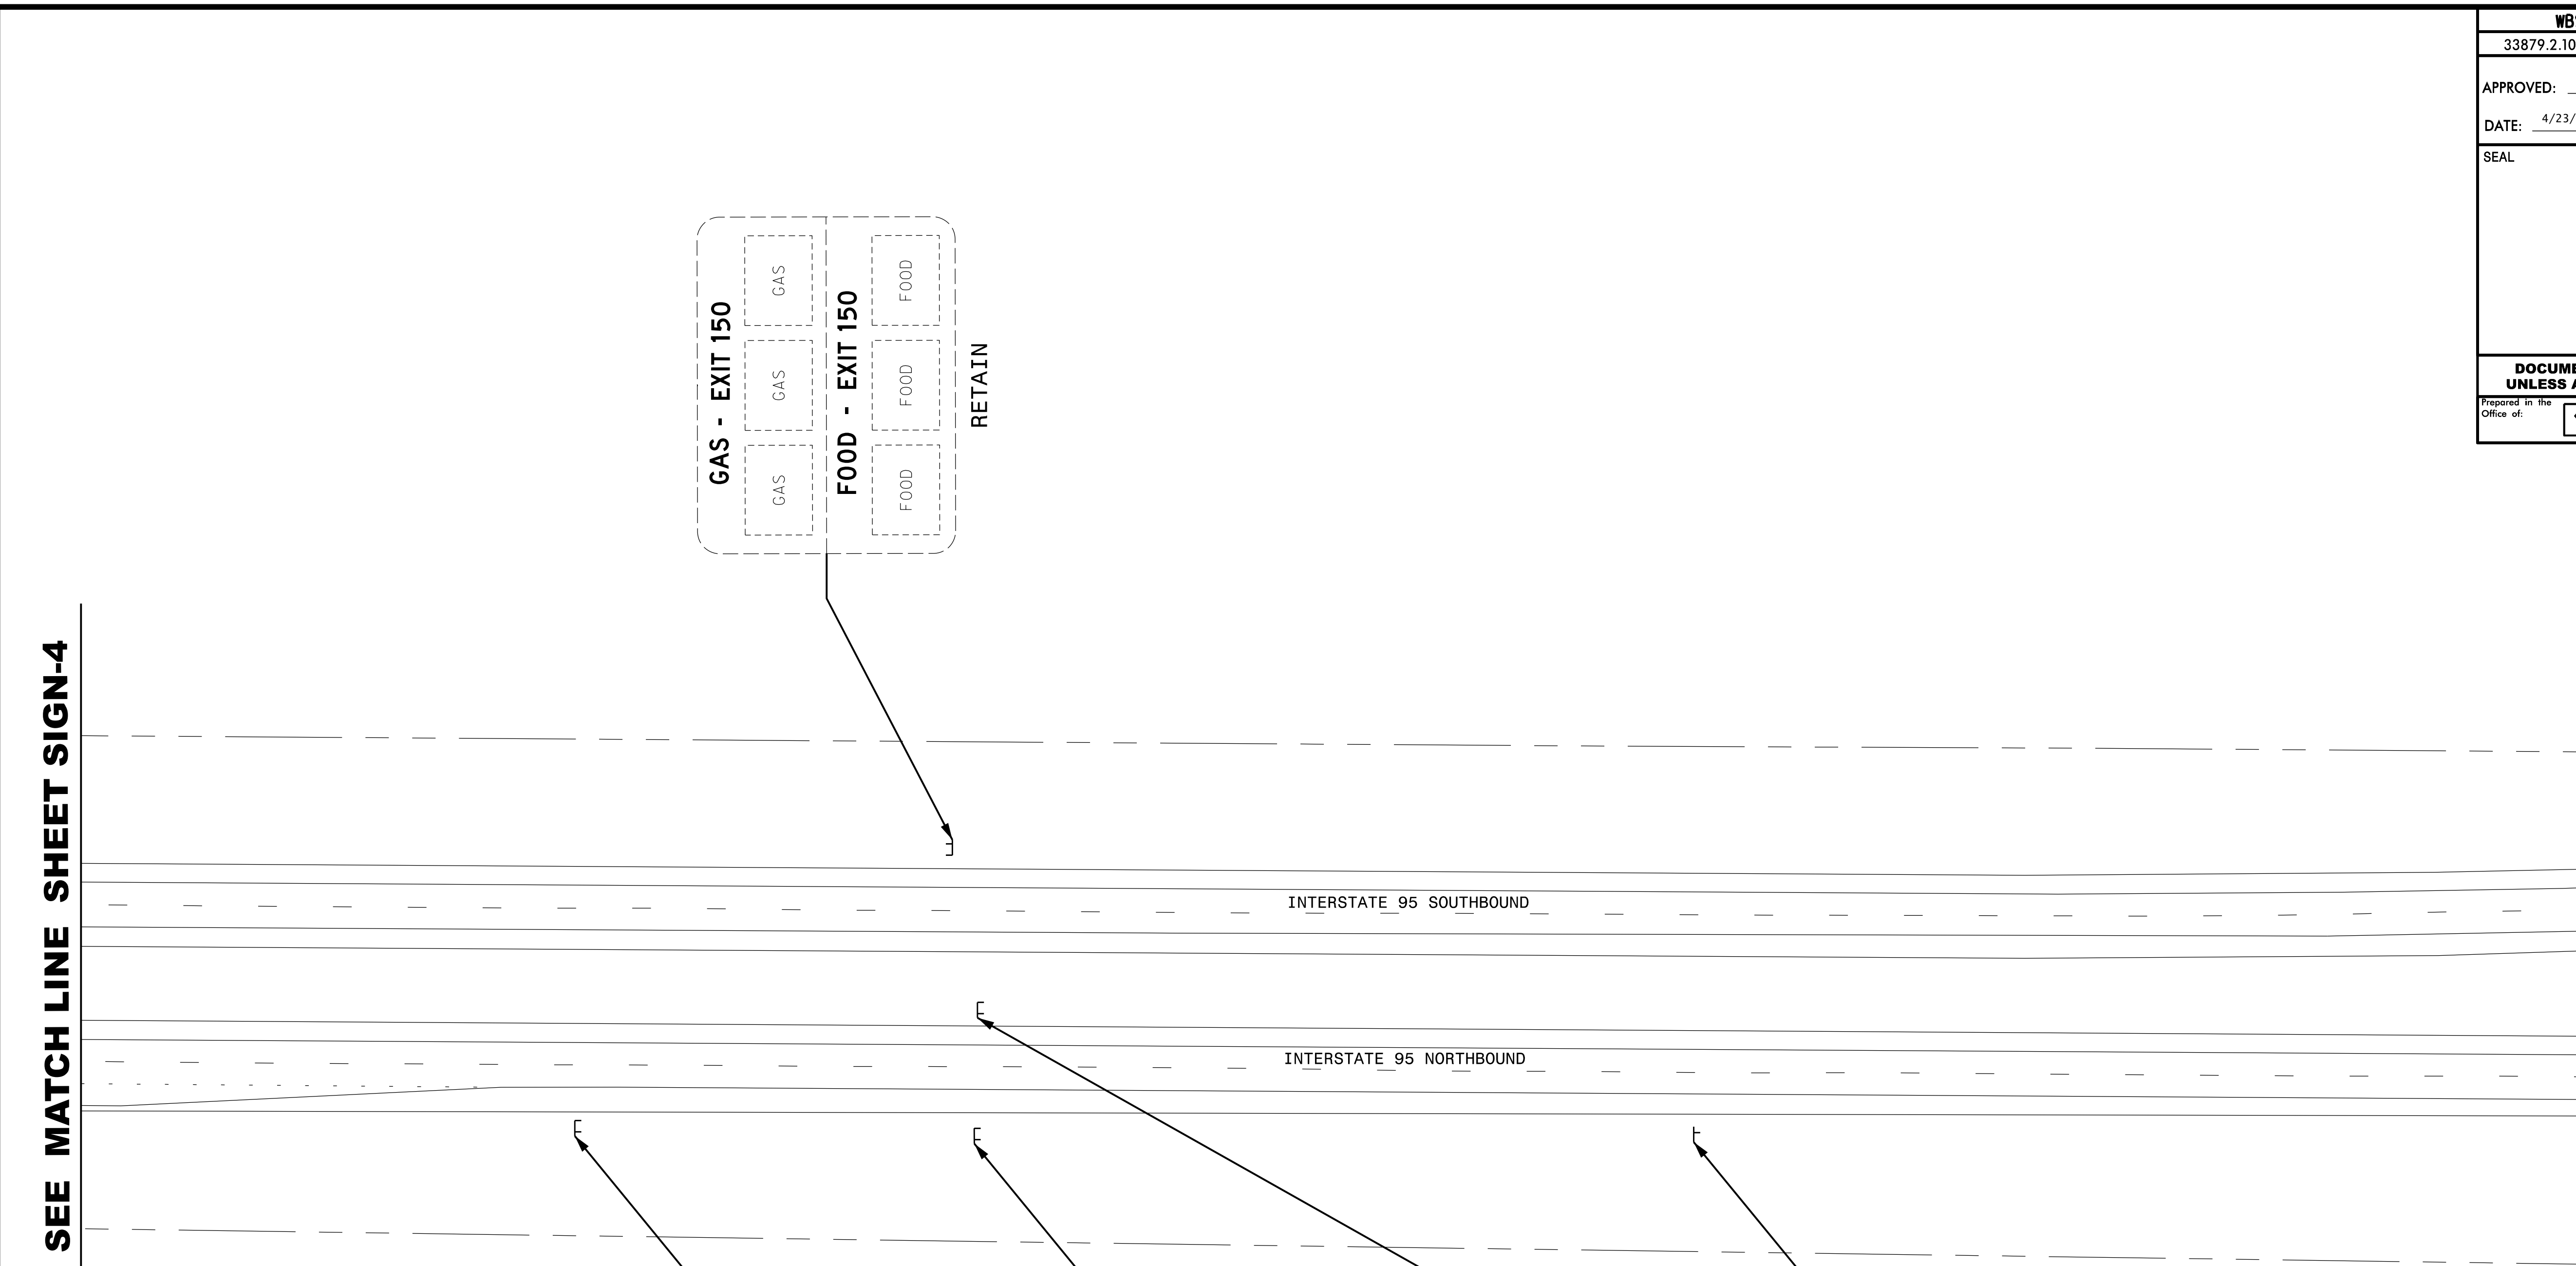 WB
33879.2.10
APPROVED:
DATE: 4/23/
SEAL
DOCUME
UNLESS A
Prepared in the
Office of:
GAS - EXIT 150
GAS
GAS
GAS
FOOD - EXIT 150
FOOD
FOOD
FOOD
RETAIN
SEE MATCH LINE SHEET SIGN-4
INTERSTATE 95 SOUTHBOUND
INTERSTATE 95 NORTHBOUND